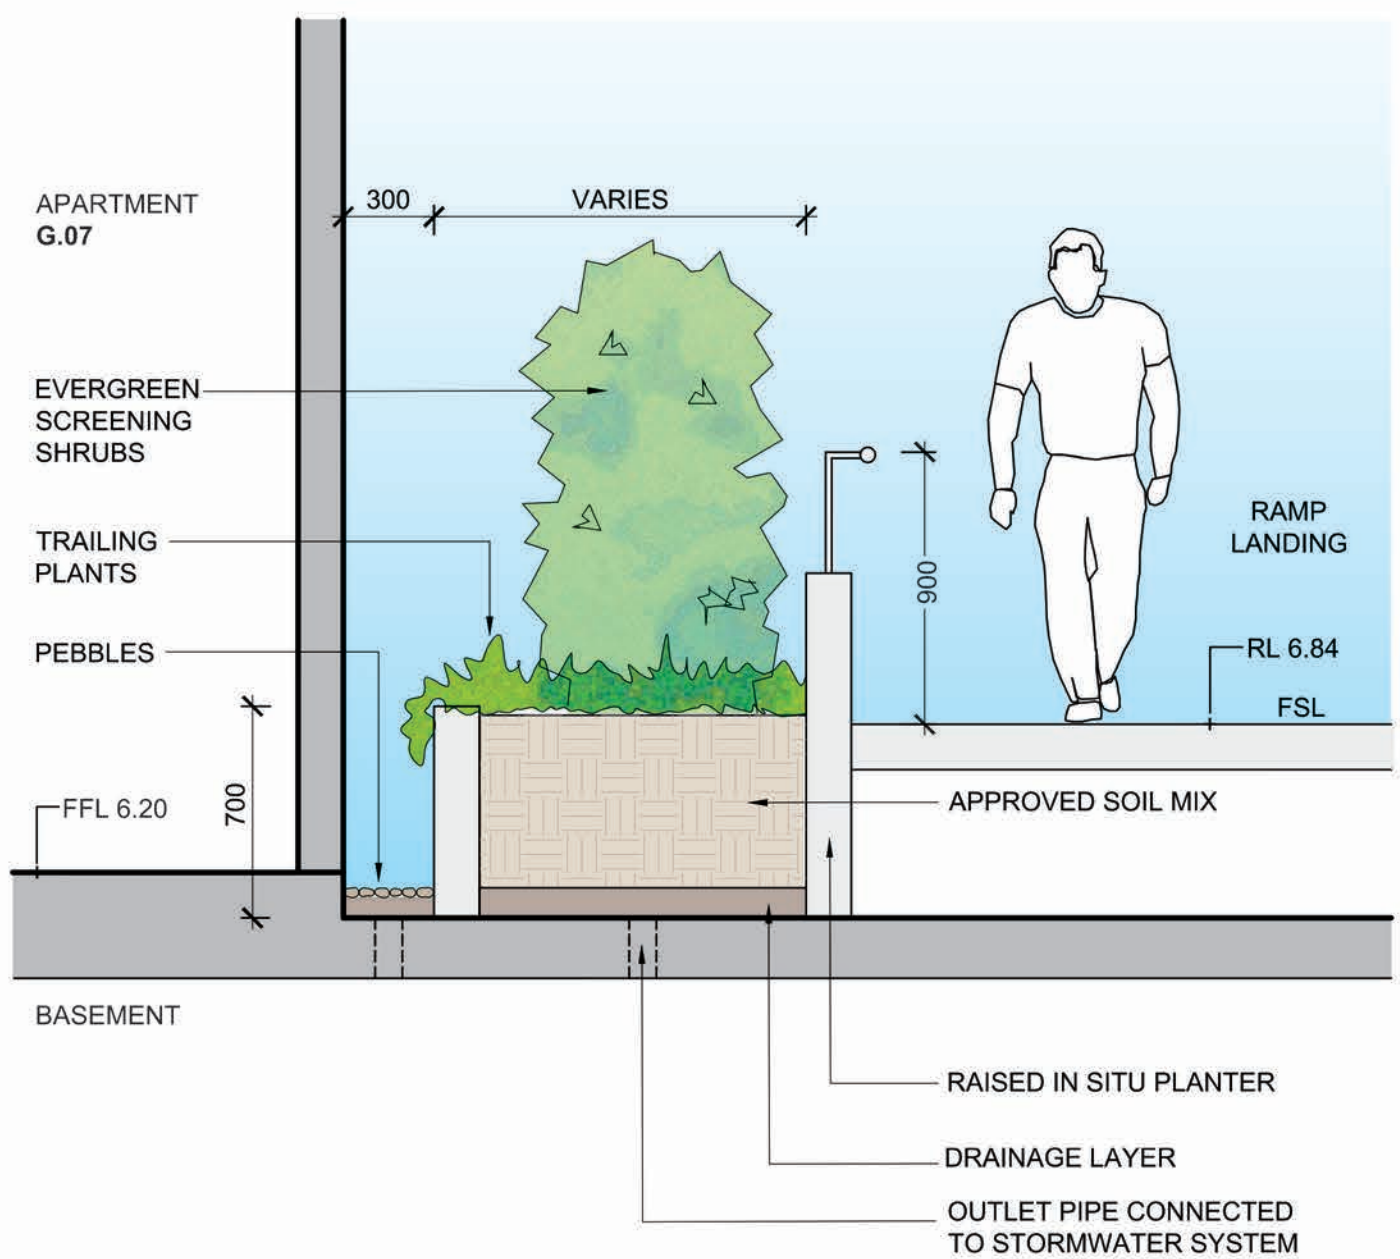 300
VARIES
APARTMENT
G.07
EVERGREEN
SCREENING
SHRUBS
TRAILING
PLANTS
PEBBLES
900
RAMP
LANDING
RL 6.84
FSL
700
FFL 6.20
APPROVED SOIL MIX
BASEMENT
RAISED IN SITU PLANTER
DRAINAGE LAYER
OUTLET PIPE CONNECTED
TO STORMWATER SYSTEM